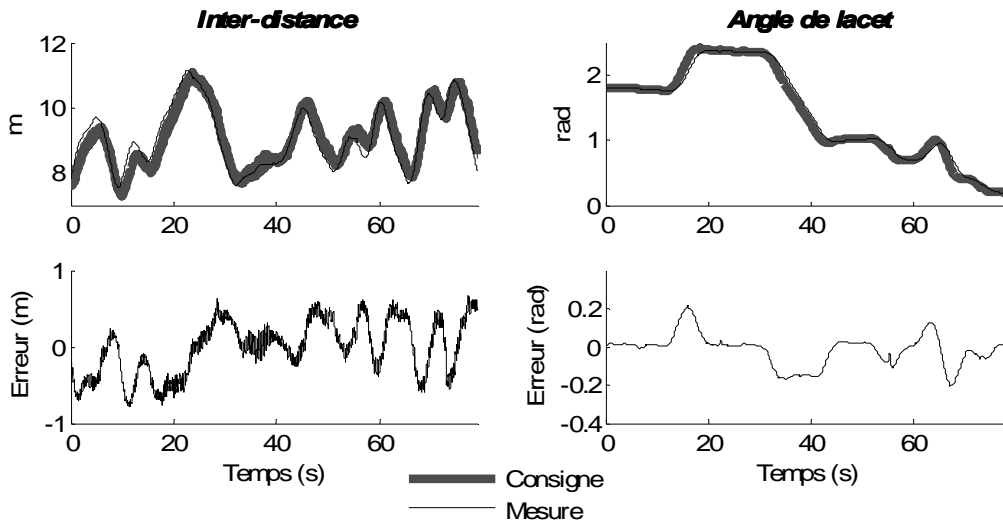 Inter-distance
Angle de lacet
12
10
8
m
0
20
40
60
2
1
0
rad
0
20
40
60
1
0
-1
Erreur (m)
0
20
40
60
Temps (s)
0.2
0
-0.2
-0.4
Erreur (rad)
0
20
40
60
Temps (s)
Consigne
Mesure